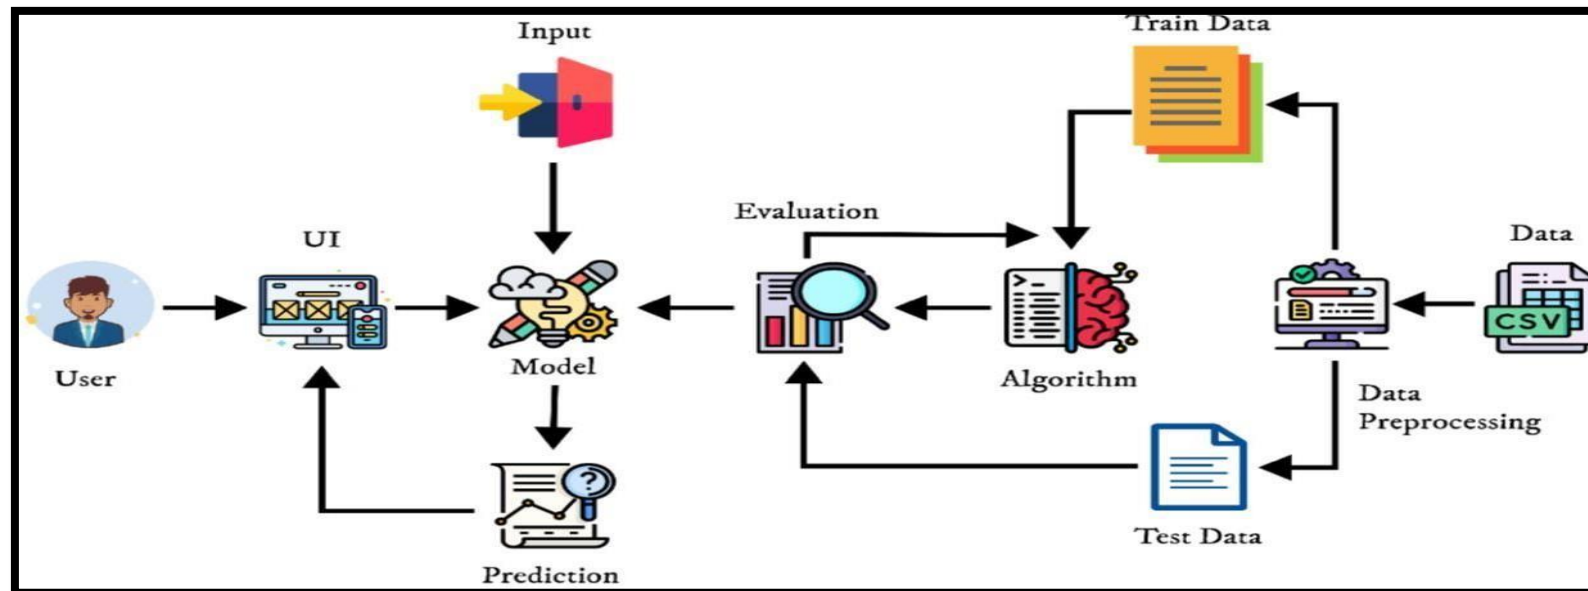 Input
Train Data
Evaluation
UI
Data
CSV
User
Model
Algorithm
Data
Preprocessing
Test Data
Prediction